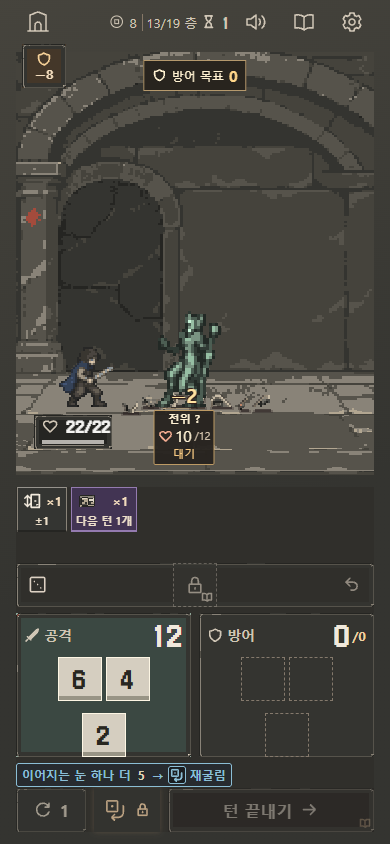 8 13/19 층 1
-8
방어 목표 0
-2
전위 ?
22/22
10/12
대기
×1
±1
×1
다음 턴 1개
공격 12
방어 0/0
6 4
2
이어지는 눈 하나 더 5 → 재굴림
1
턴 끝내기 →